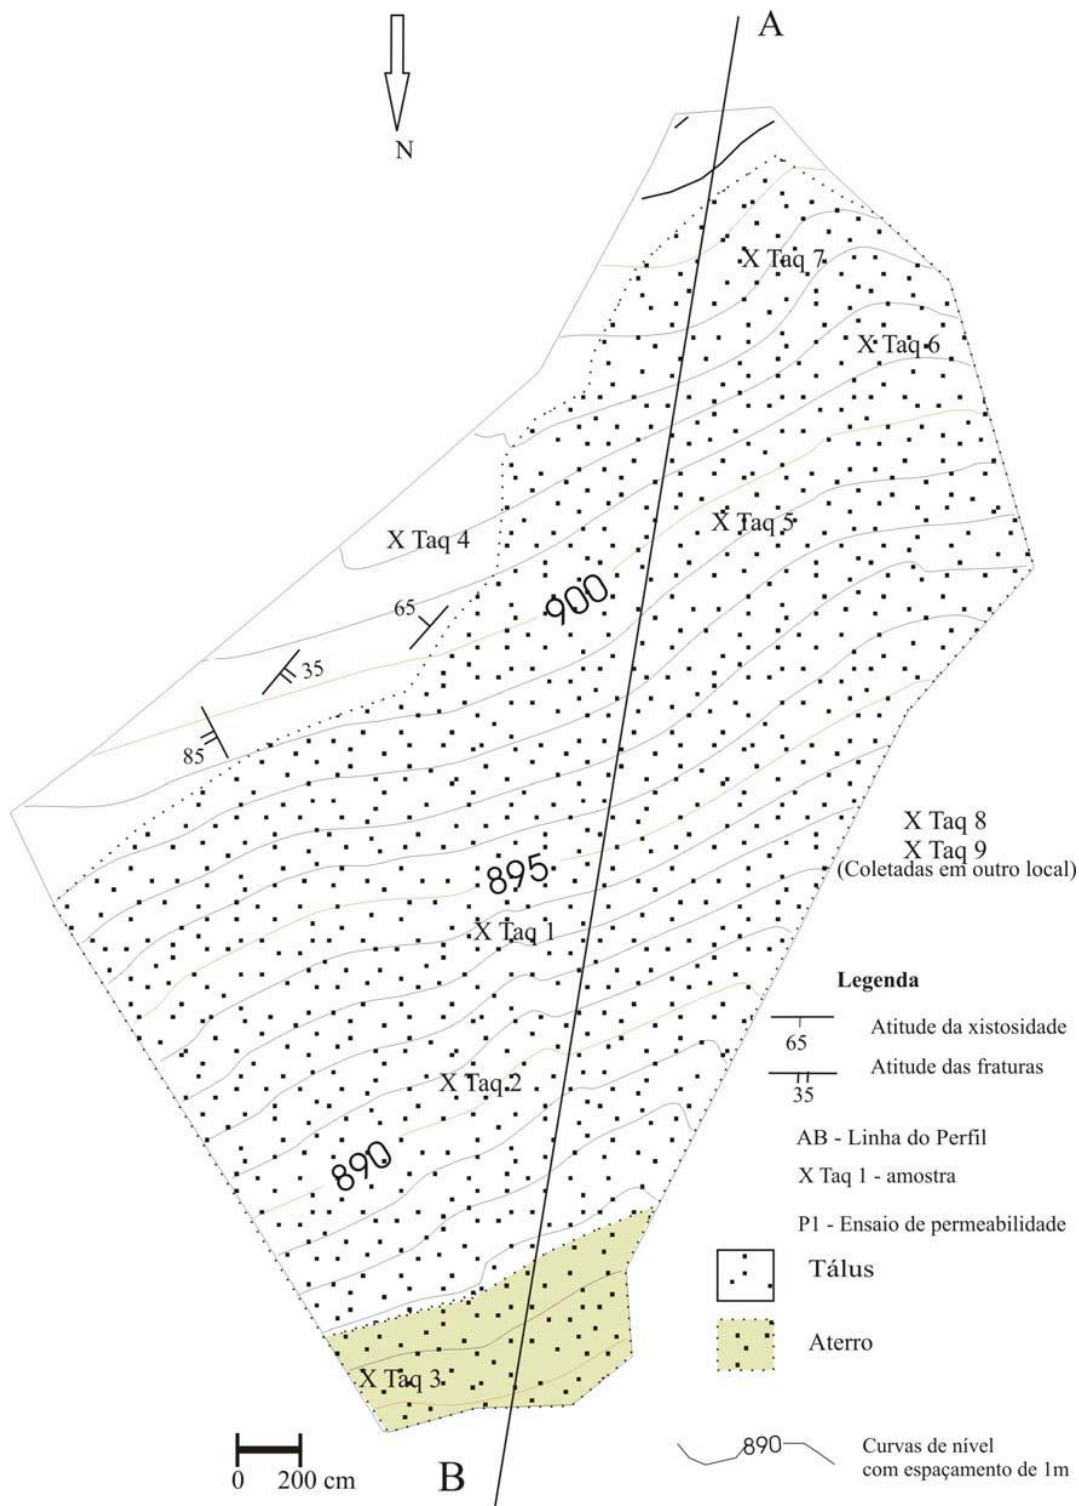 A
N
X Taq 7
X Taq 6
X Taq 5
X Taq 4
900
65
35
85
X Taq 8
X Taq 9
(Coletadas em outro local)
895
X Taq 1
Legenda
65
Atitude da xistosidade
35
Atitude das fraturas
X Taq 2
AB - Linha do Perfil
X Taq 1 - amostra
890
P1 - Ensaio de permeabilidade
Tálus
Aterro
X Taq 3
890
Curvas de nível
com espaçamento de 1m
0 200 cm
B